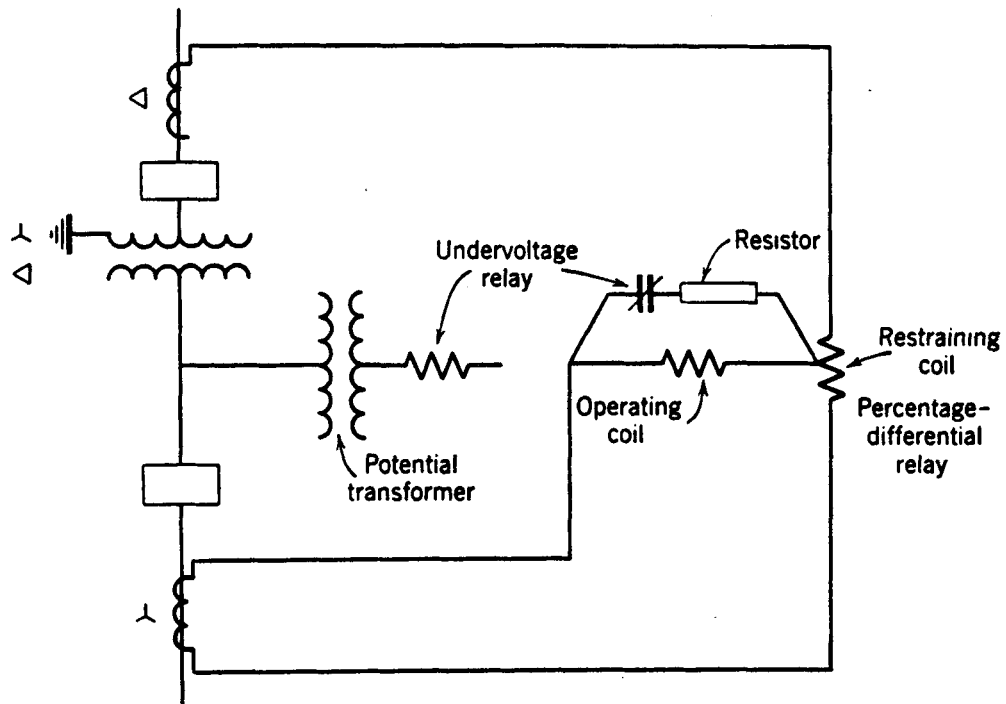 Undervoltage
relay
Resistor
Restraining
coil
Operating
coil
Percentage-
differential
relay
Potential
transformer